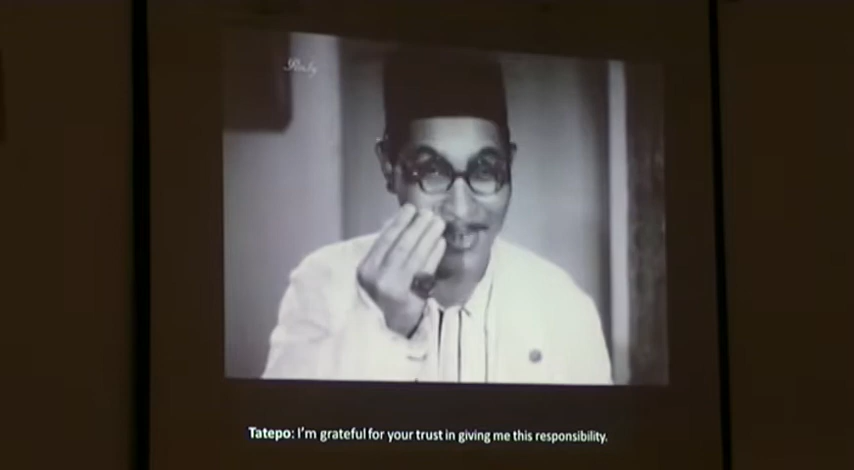 Tatepo: I'm grateful for your trust in giving me this responsibility.